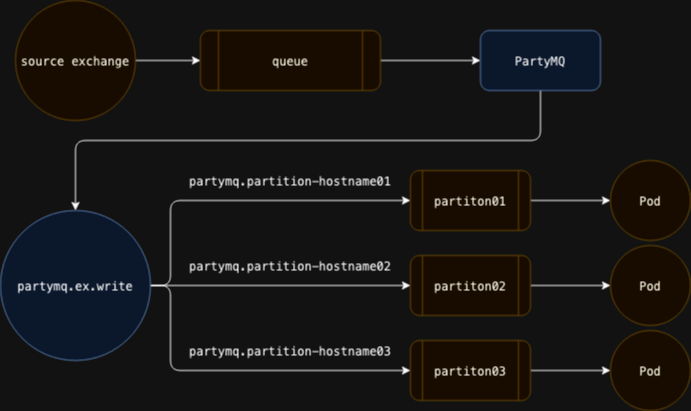 source exchange
queue
PartyMQ
partymq.partition-hostname01
partiton01
Pod
partymq.ex.write
partymq.partition-hostname02
partiton02
Pod
partymq.partition-hostname03
partiton03
Pod